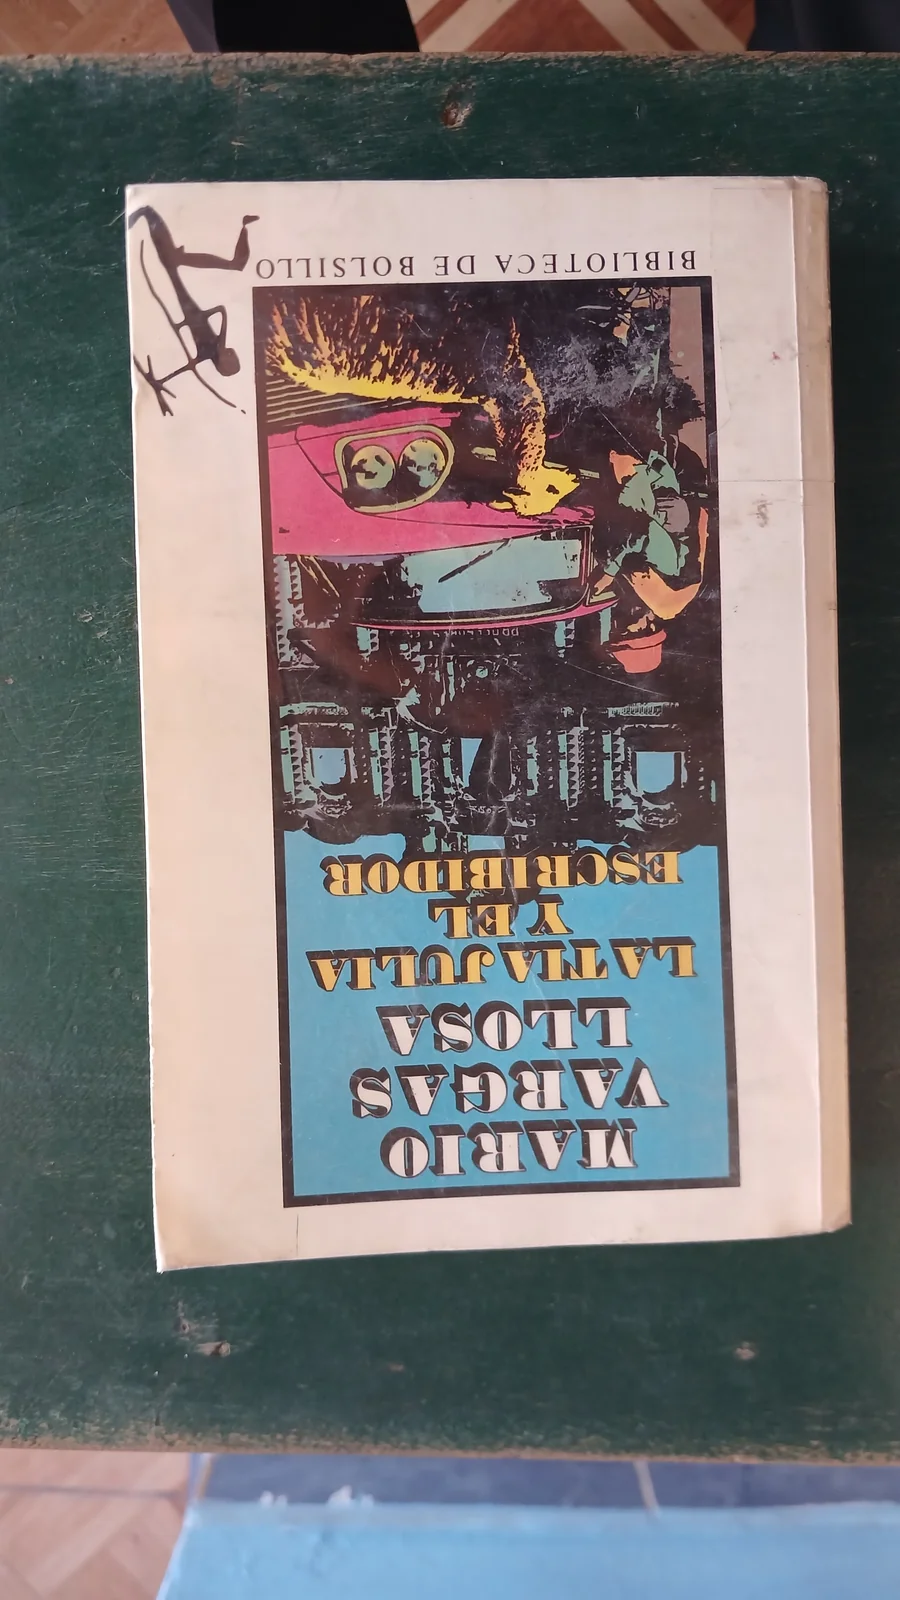 MARIO
VARGAS
LLOSA
LA TIA JULIA
Y EL
ESCRIBIDOR
BIBLIOTECA DE BOLSILLO